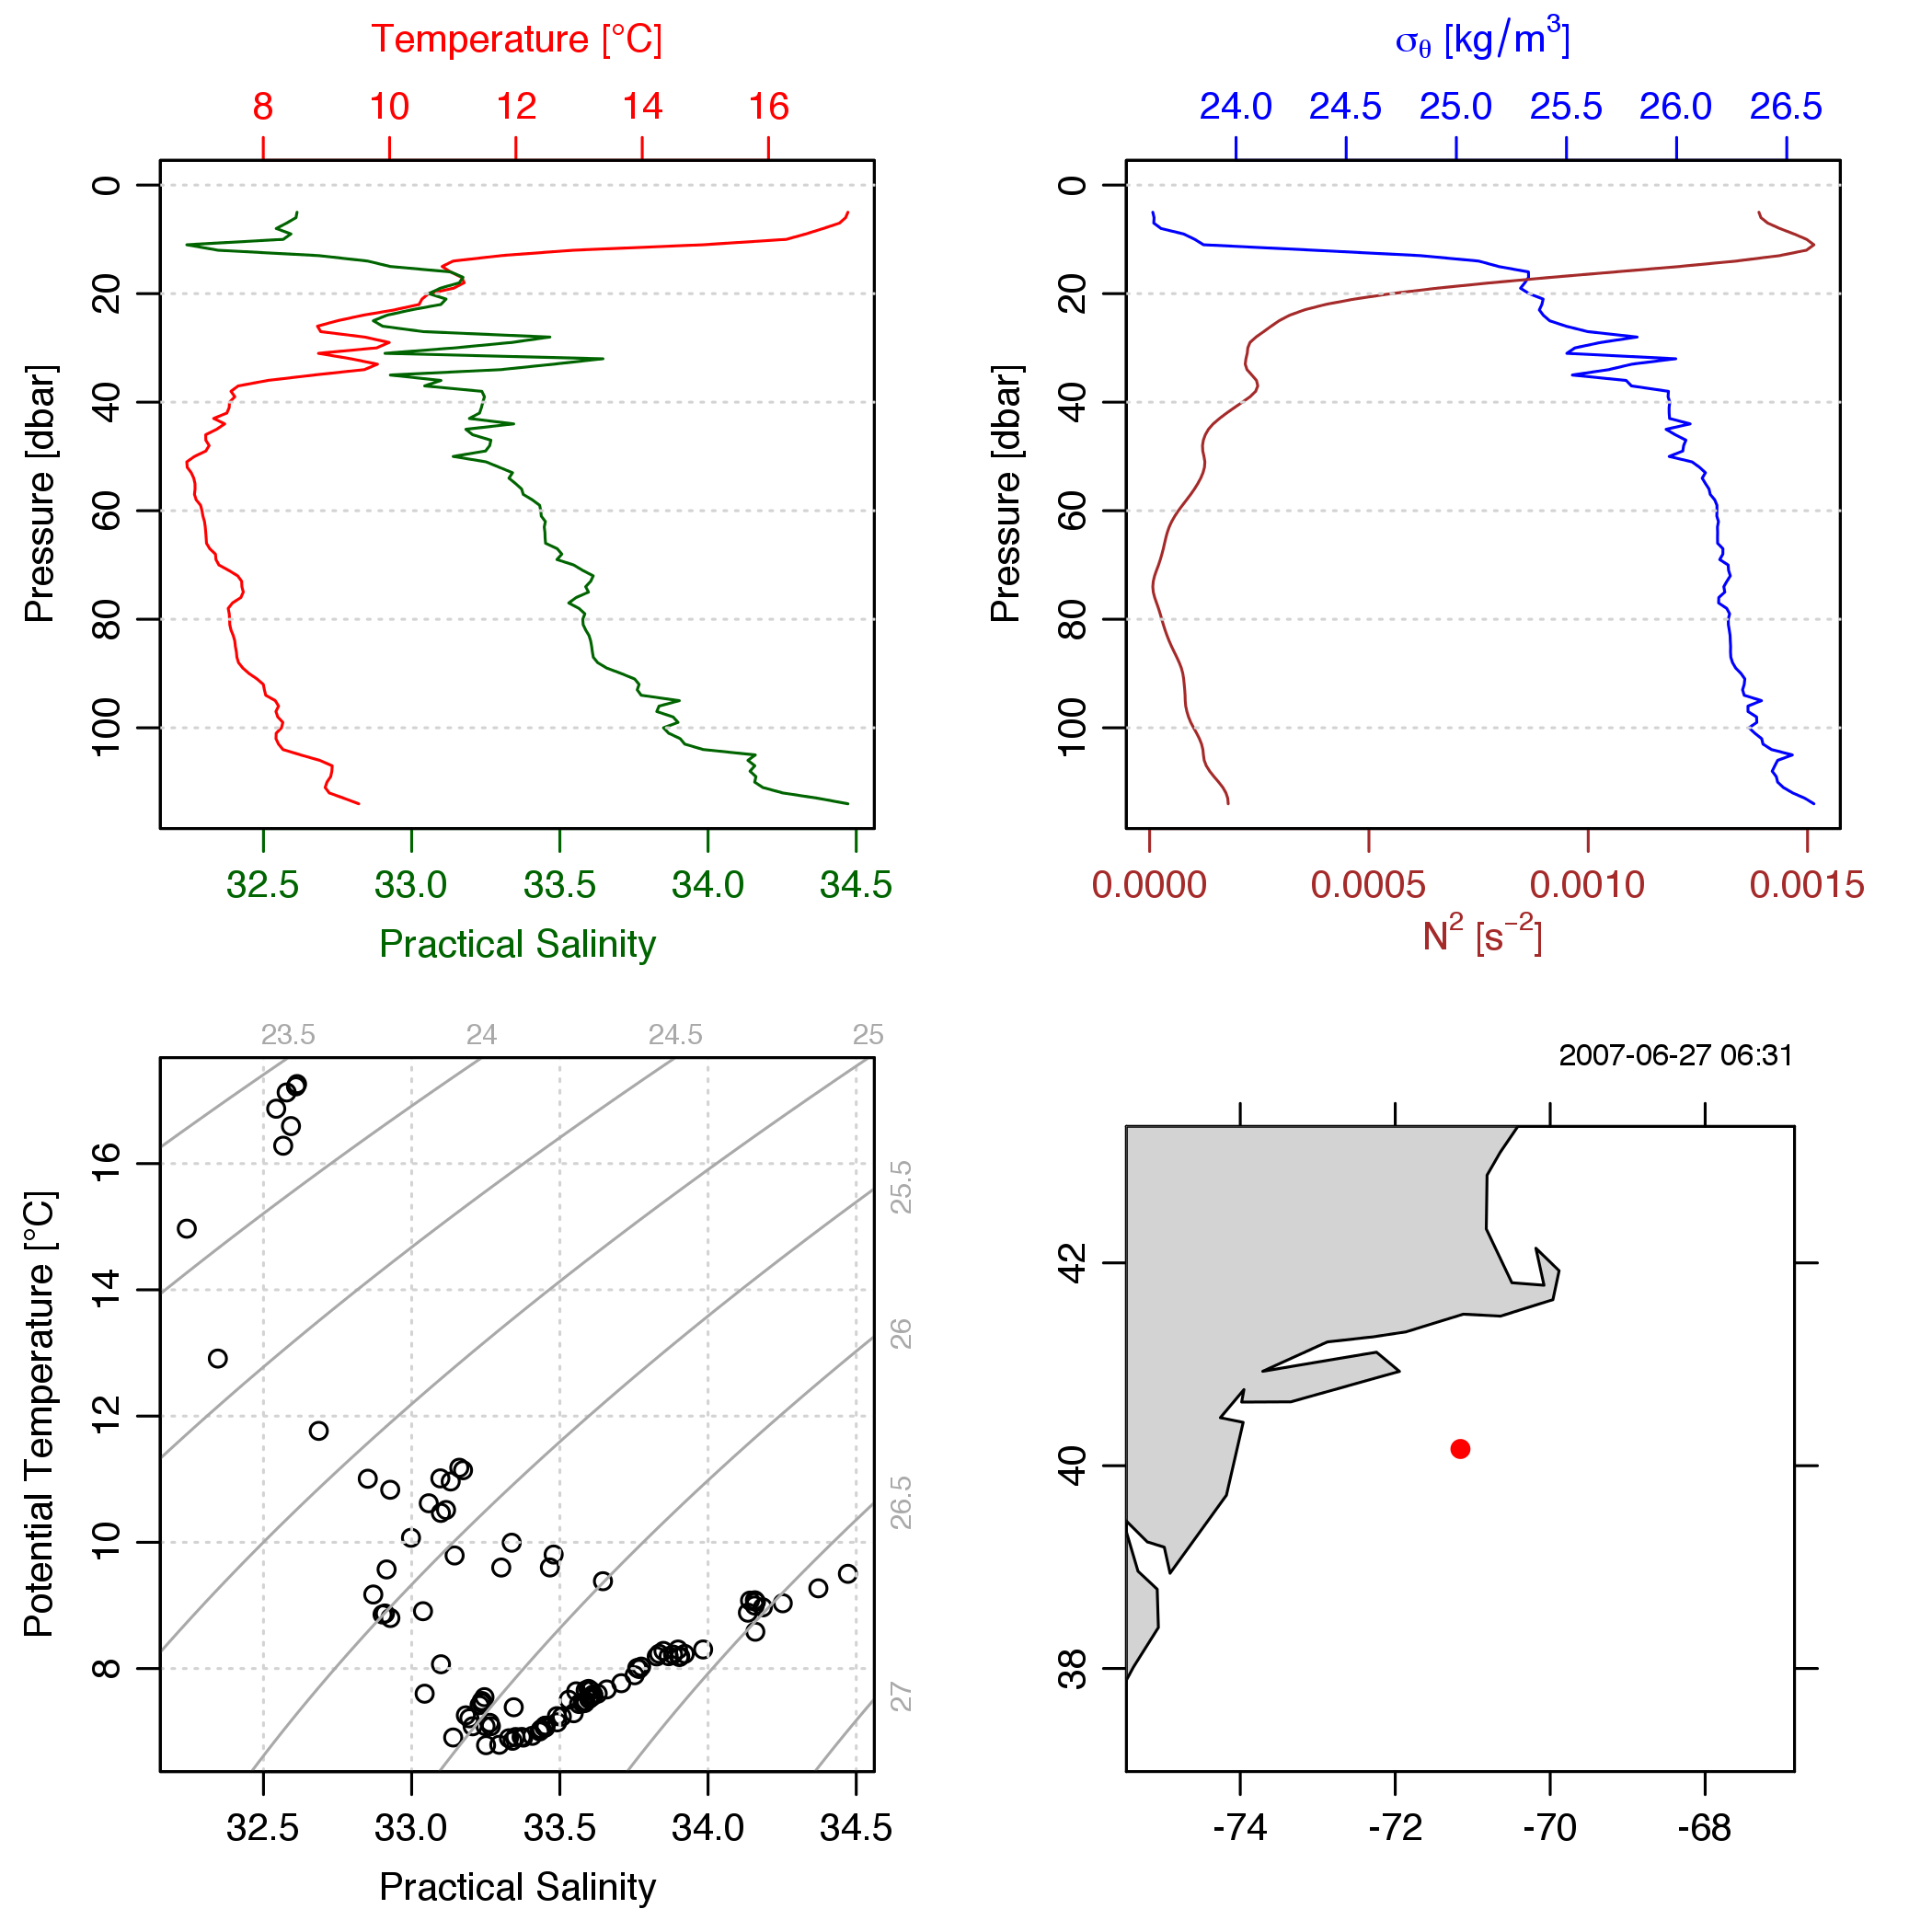 Temperature [°C]
8 10 12 14 16
Pressure [dbar]
0 20 40 60 80 100
32.5 33.0 33.5 34.0 34.5
Practical Salinity
σθ [kg/m³]
24.0 24.5 25.0 25.5 26.0 26.5
Pressure [dbar]
0 20 40 60 80 100
0.0000 0.0005 0.0010 0.0015
N² [s⁻²]
23.5 24 24.5 25
25.5 26 26.5 27
Potential Temperature [°C]
16 14 12 10 8
32.5 33.0 33.5 34.0 34.5
Practical Salinity
2007-06-27 06:31
42 40 38
-74 -72 -70 -68